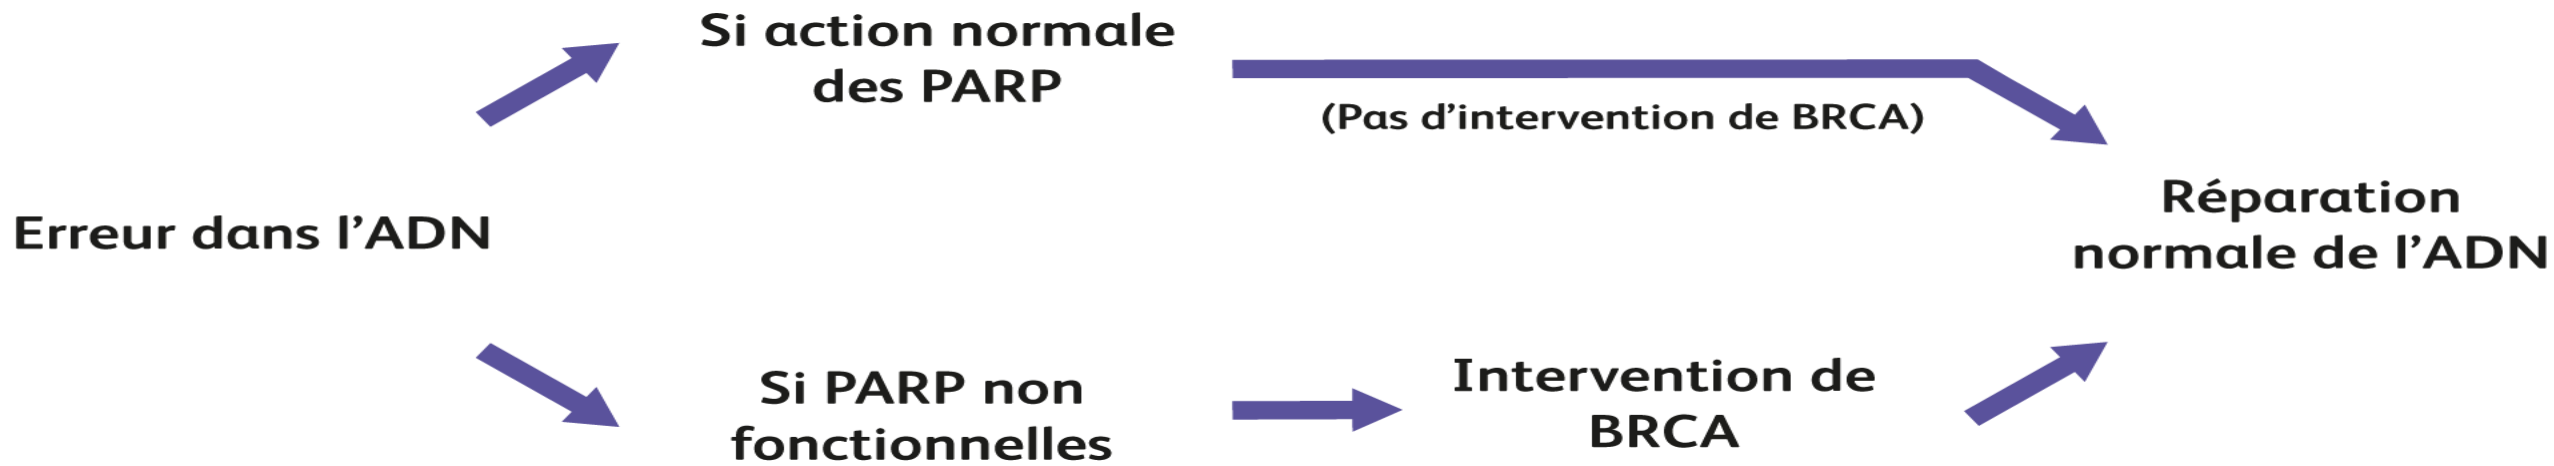 Si action normale
des PARP
(Pas d’intervention de BRCA)
Erreur dans l’ADN
Réparation
normale de l’ADN
Si PARP non
fonctionnelles
Intervention de
BRCA